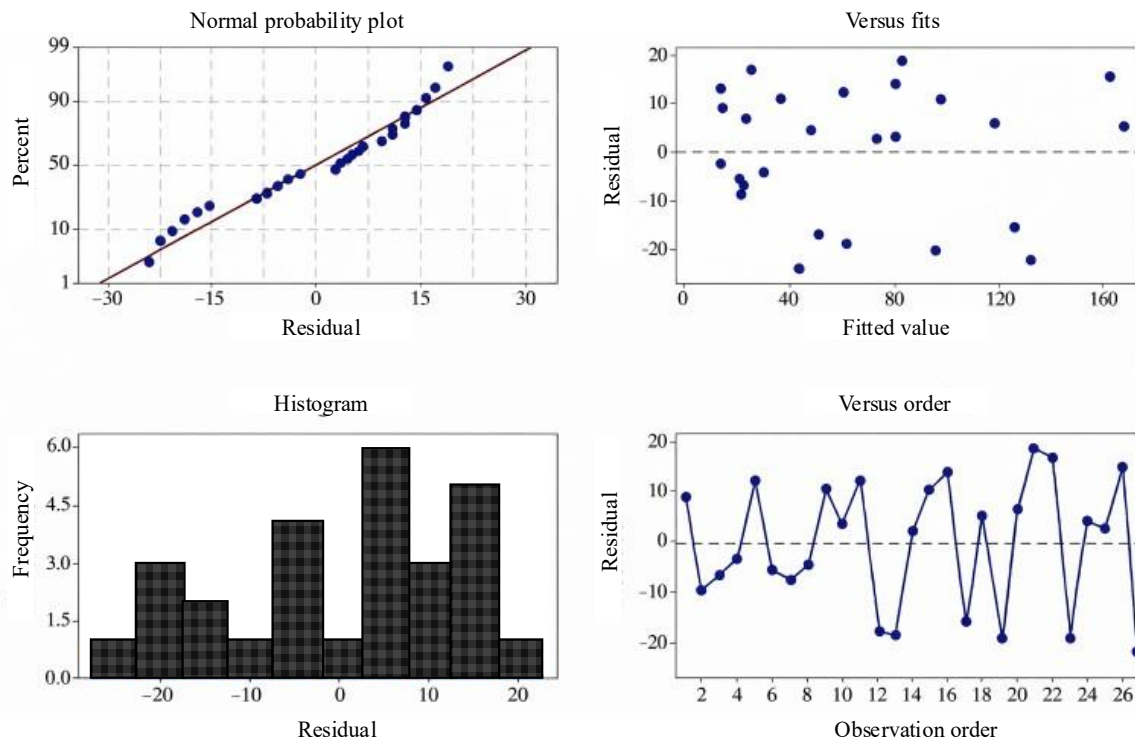 Normal probability plot
99
90
50
10
1
Percent
−30 −15 0 15 30
Residual
Versus fits
20
10
0
−10
−20
Residual
0 40 80 120 160
Fitted value
Histogram
6.0
4.5
3.0
1.5
0.0
Frequency
−20 −10 0 10 20
Residual
Versus order
20
10
0
−10
−20
Residual
2 4 6 8 10 12 14 16 18 20 22 24 26
Observation order